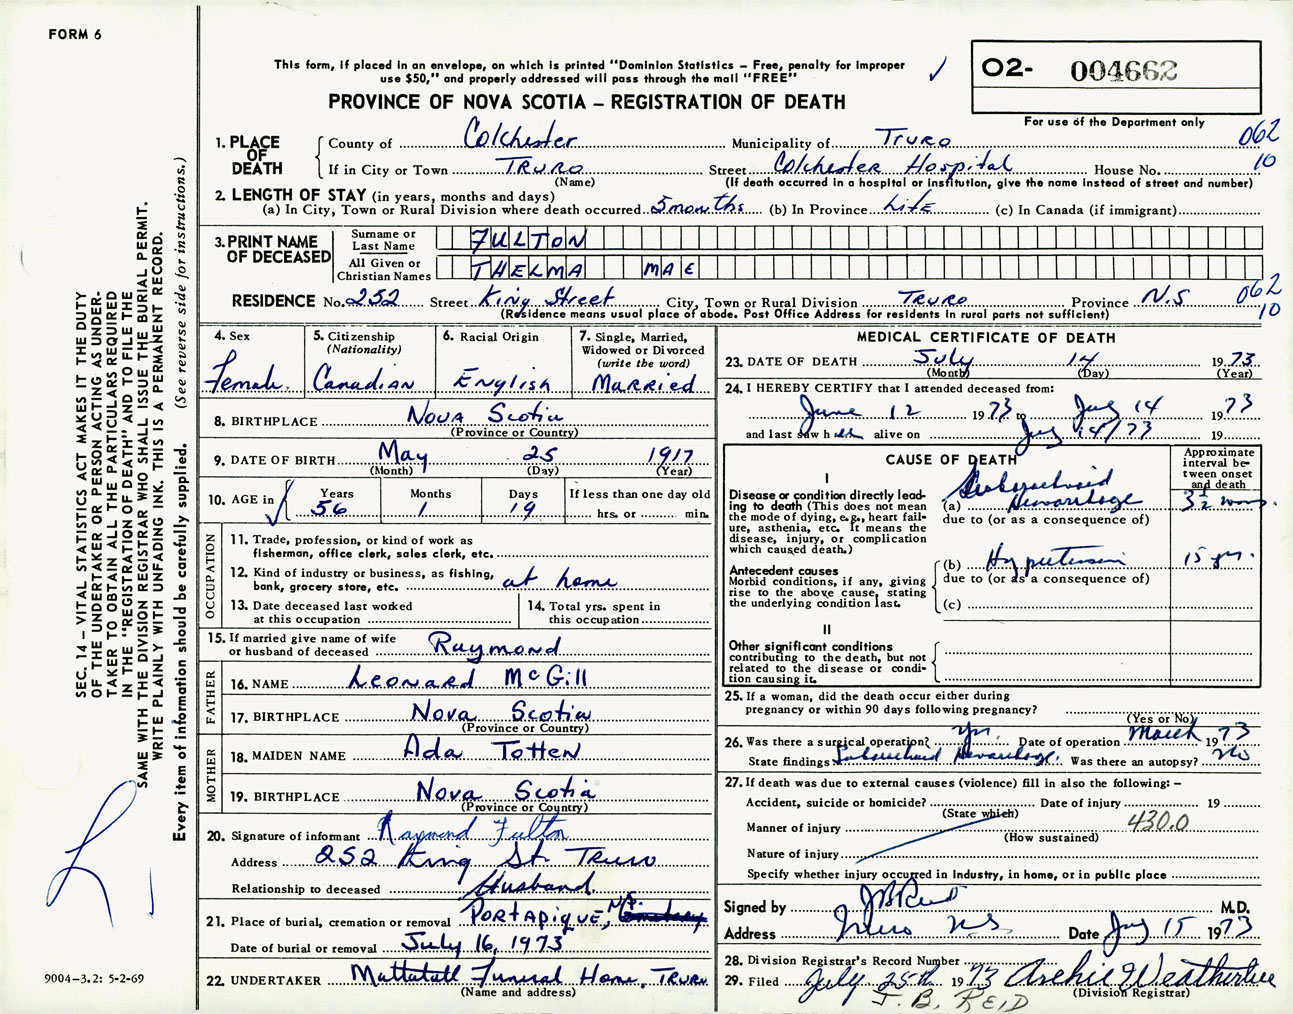 FORM 6
This form, if placed in an envelope, on which is printed "Dominion Statistics – Free, penalty for improper
use $50," and properly addressed will pass through the mail "FREE"
PROVINCE OF NOVA SCOTIA – REGISTRATION OF DEATH
02- 004662
For use of the Department only
062
10
1. PLACE OF DEATH
County of Colchester Municipality of Truro
If in City or Town Truro Street Colchester Hospital House No.
(Name) (If death occurred in a hospital or institution, give the name instead of street and number)
2. LENGTH OF STAY (in years, months and days)
(a) In City, Town or Rural Division where death occurred 5 months (b) In Province Life (c) In Canada (if immigrant)
3. PRINT NAME OF DECEASED
Surname or Last Name FULTON
All Given or Christian Names THELMA MAE
RESIDENCE No. 252 Street King Street City, Town or Rural Division Truro Province N.S 062
(Residence means usual place of abode. Post Office Address for residents in rural parts not sufficient) 10
4. Sex Female
5. Citizenship (Nationality) Canadian
6. Racial Origin English
7. Single, Married, Widowed or Divorced (write the word) Married
8. BIRTHPLACE Nova Scotia
(Province or Country)
9. DATE OF BIRTH May 25 1917
(Month) (Day) (Year)
10. AGE in Years 56 Months 1 Days 19 If less than one day old hrs. or min.
OCCUPATION
11. Trade, profession, or kind of work as
fisherman, office clerk, sales clerk, etc.
12. Kind of industry or business, as fishing,
bank, grocery store, etc. at home
13. Date deceased last worked
at this occupation
14. Total yrs. spent in
this occupation
15. If married give name of wife
or husband of deceased Raymond
FATHER
16. NAME Leonard McGill
17. BIRTHPLACE Nova Scotia
(Province or Country)
MOTHER
18. MAIDEN NAME Ada Totten
19. BIRTHPLACE Nova Scotia
(Province or Country)
20. Signature of informant Raymond Fulton
Address 252 King St. Truro
Relationship to deceased Husband.
21. Place of burial, cremation or removal Portapique, N.S.
Date of burial or removal July 16, 1973
22. UNDERTAKER Mattatall Funeral Home, Truro
(Name and address)
MEDICAL CERTIFICATE OF DEATH
23. DATE OF DEATH July 14 1973
(Month) (Day) (Year)
24. I HEREBY CERTIFY that I attended deceased from:
June 12 1973 to July 14 1973
and last saw her alive on July 14/73 19
CAUSE OF DEATH
Approximate interval between onset and death
I
Disease or condition directly leading to death (This does not mean the mode of dying, e.g., heart failure, asthenia, etc. It means the disease, injury, or complication which caused death.)
(a) Subarachnoid Hemorrhage 3½
due to (or as a consequence of)
Antecedent causes
Morbid conditions, if any, giving rise to the above cause, stating the underlying condition last.
(b) Hypertension 15 yr.
due to (or as a consequence of)
(c)
II
Other significant conditions
contributing to the death, but not related to the disease or condition causing it.
25. If a woman, did the death occur either during
pregnancy or within 90 days following pregnancy?
(Yes or No)
26. Was there a surgical operation? yes. Date of operation March 1973
State findings Subarachnoid Hemorrhage. Was there an autopsy? No
27. If death was due to external causes (violence) fill in also the following: –
Accident, suicide or homicide? Date of injury 19
(State which)
Manner of injury 430.0
(How sustained)
Nature of injury
Specify whether injury occurred in Industry, in home, or in public place
Signed by JB Reid M.D.
Address Truro N.S. Date July 15 1973
28. Division Registrar's Record Number
29. Filed July 25th 1973 Archie Weatherbee
(Division Registrar)
J. B. REID
SEC. 14 – VITAL STATISTICS ACT MAKES IT THE DUTY
OF THE UNDERTAKER OR PERSON ACTING AS UNDER-
TAKER TO OBTAIN ALL THE PARTICULARS REQUIRED
IN THE "REGISTRATION OF DEATH" AND TO FILE THE
SAME WITH THE DIVISION REGISTRAR WHO SHALL ISSUE THE BURIAL PERMIT.
WRITE PLAINLY WITH UNFADING INK. THIS IS A PERMANENT RECORD.
Every item of information should be carefully supplied. (See reverse side for instructions.)
9004-3.2: 5-2-69